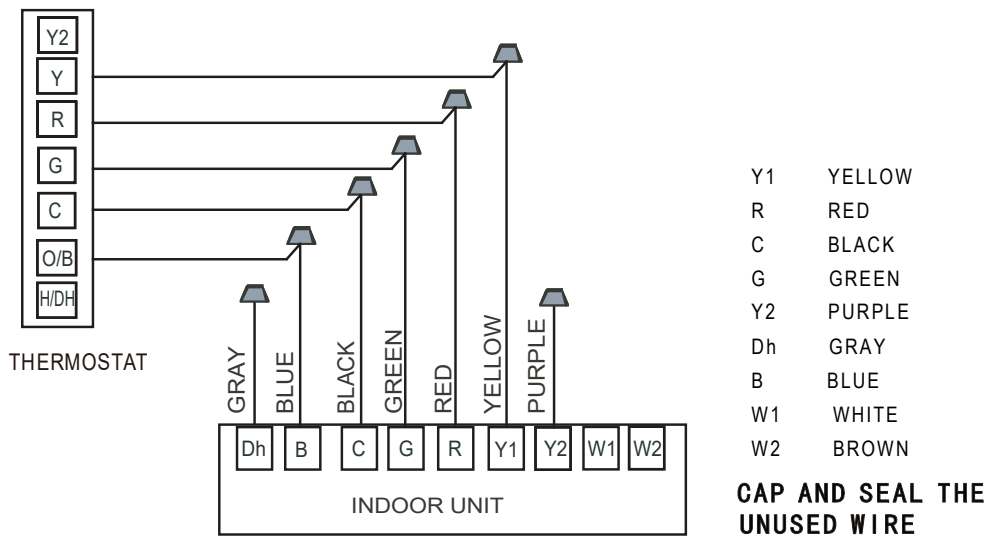 Y2
Y
R
G
C
O/B
H/DH
THERMOSTAT
GRAY
BLUE
BLACK
GREEN
RED
YELLOW
PURPLE
Dh B C G R Y1 Y2 W1 W2
INDOOR UNIT
Y1 YELLOW
R RED
C BLACK
G GREEN
Y2 PURPLE
Dh GRAY
B BLUE
W1 WHITE
W2 BROWN
CAP AND SEAL THE
UNUSED WIRE